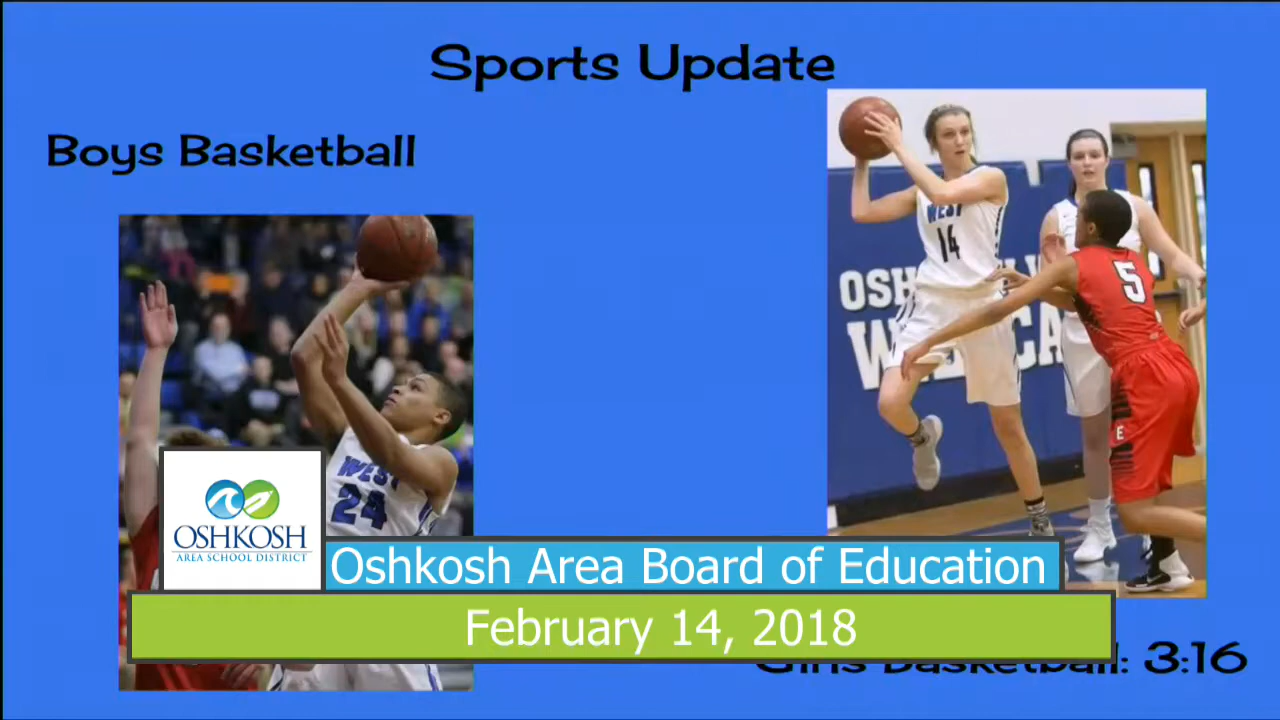 Sports Update
Boys Basketball
WEST
14
OSH
5
E
WEST
24
OSHKOSH
AREA SCHOOL DISTRICT
Oshkosh Area Board of Education
February 14, 2018
Girls Basketball: 3:16